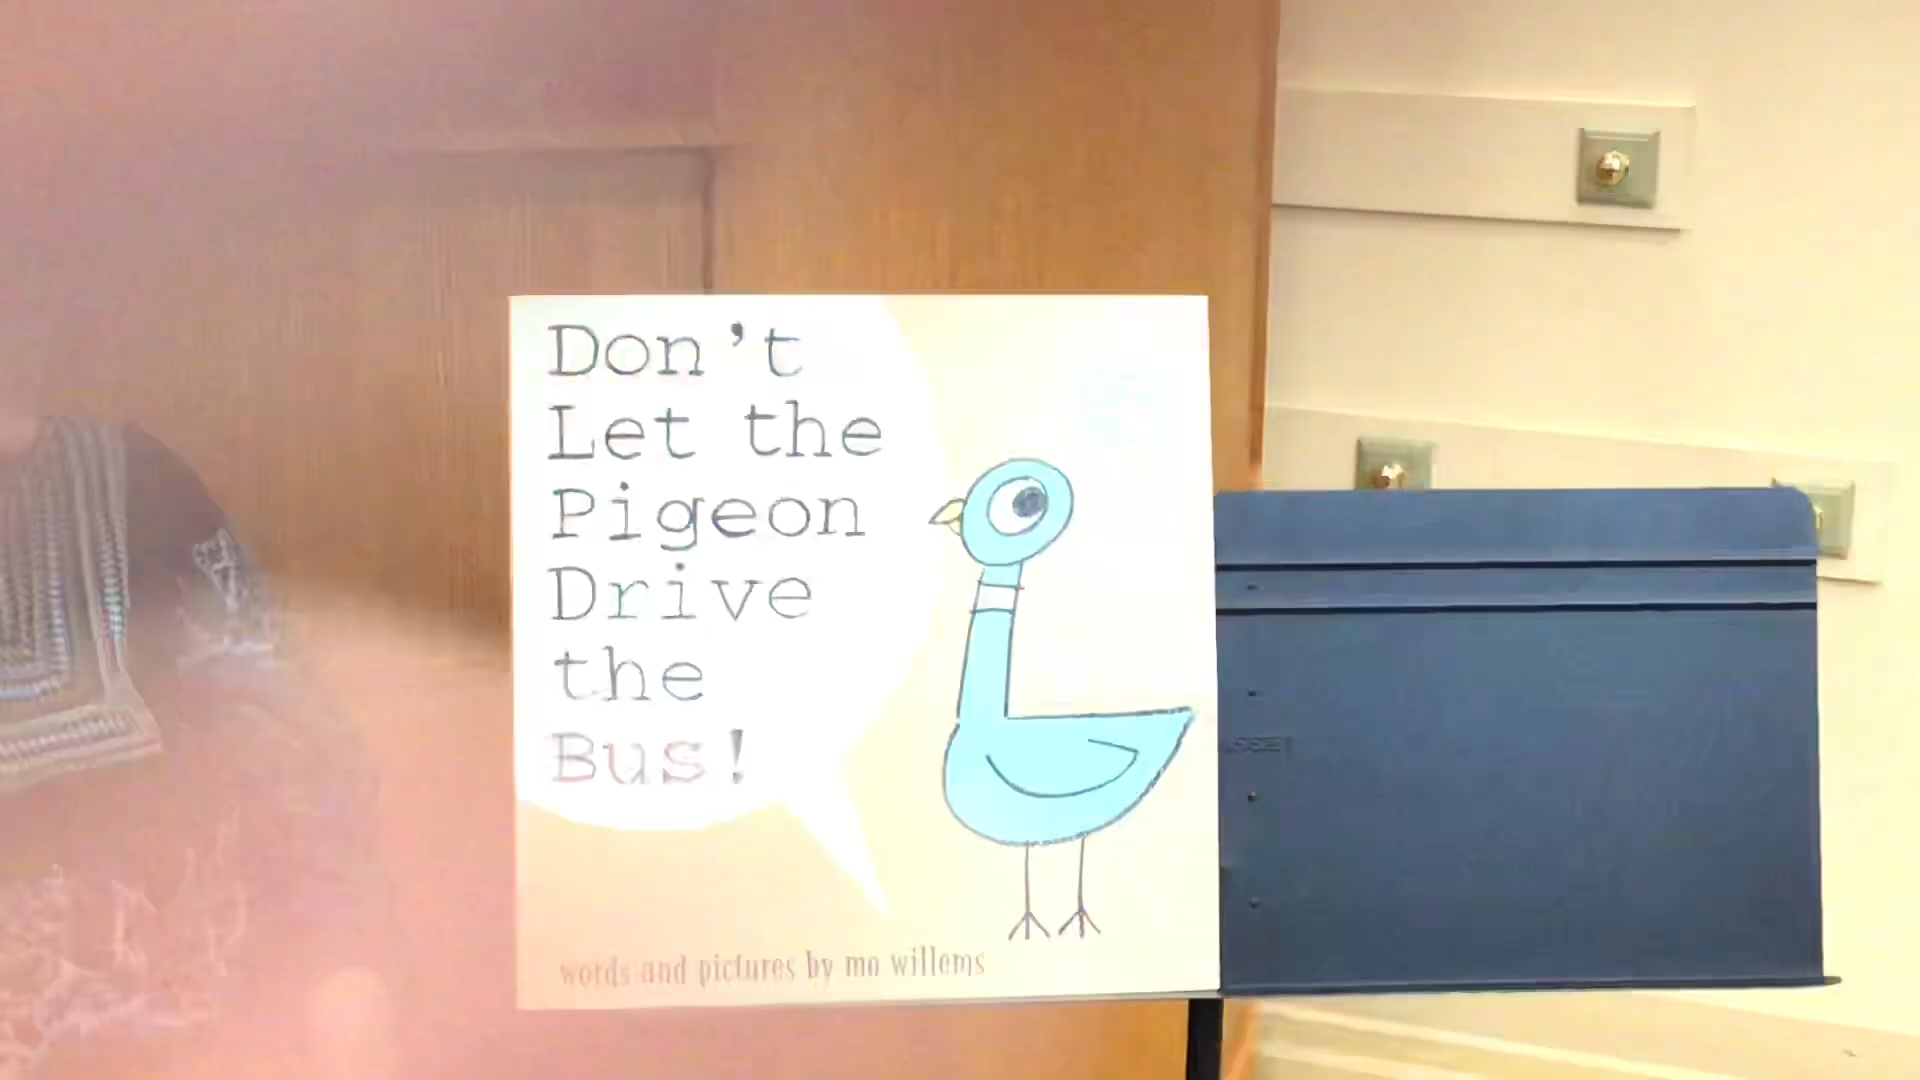 Don't
Let the
Pigeon
Drive
the
Bus!
words and pictures by mo willems